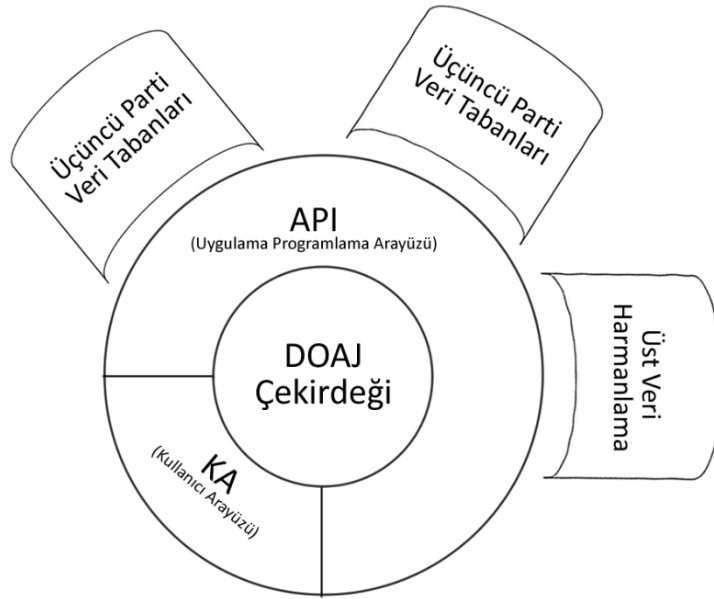 Üçüncü Parti
Veri Tabanları
Üçüncü Parti
Veri Tabanları
API
(Uygulama Programlama Arayüzü)
Üst Veri
Harmanlama
DOAJ
Çekirdeği
KA
(Kullanıcı Arayüzü)